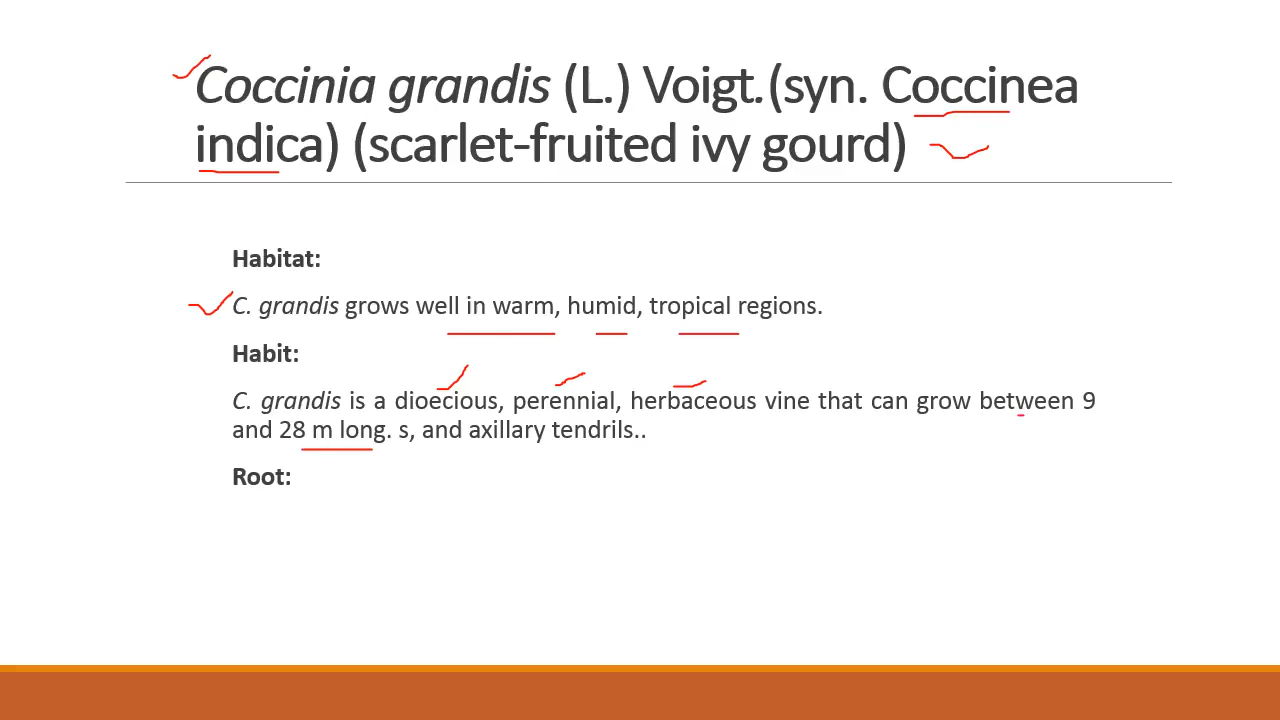 Coccinia grandis (L.) Voigt.(syn. Coccinea
indica) (scarlet-fruited ivy gourd)
Habitat:
C. grandis grows well in warm, humid, tropical regions.
Habit:
C. grandis is a dioecious, perennial, herbaceous vine that can grow between 9
and 28 m long. s, and axillary tendrils..
Root: